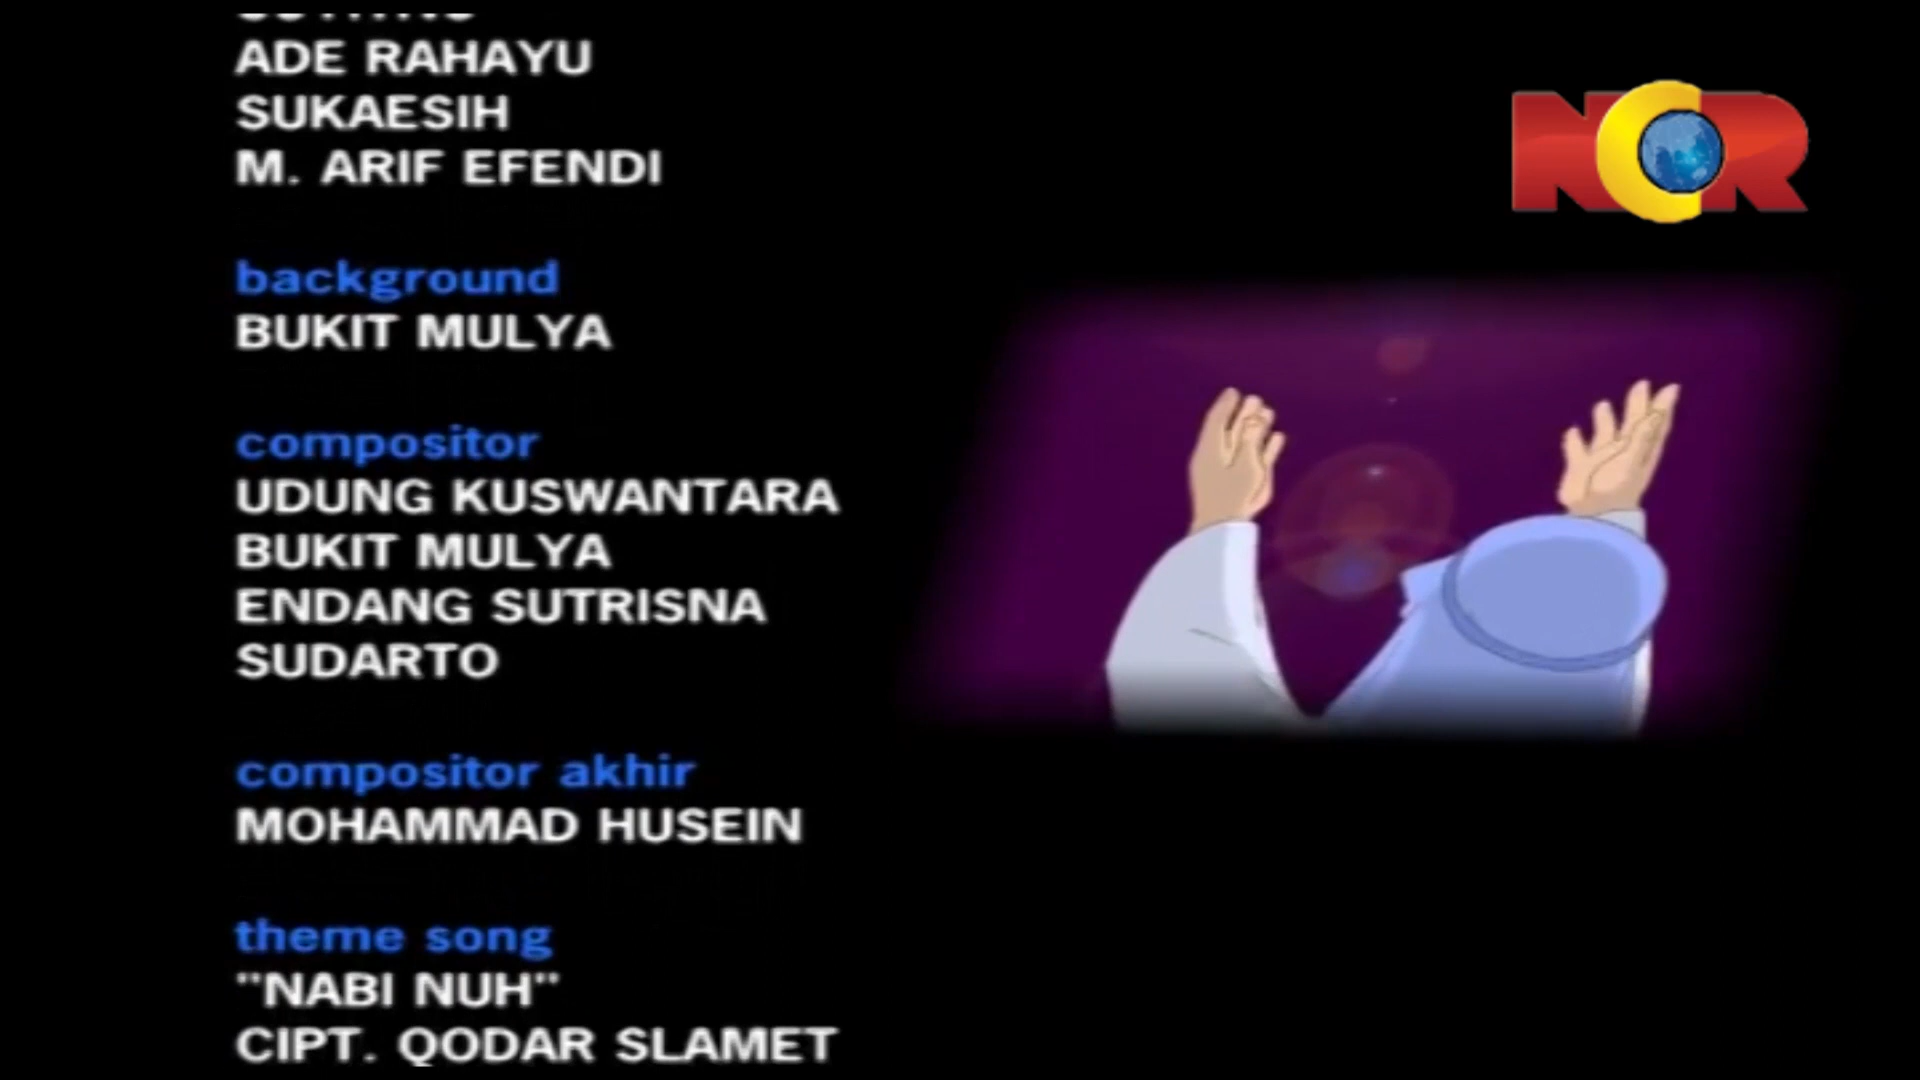 ADE RAHAYU
SUKAESIH
M. ARIF EFENDI
background
BUKIT MULYA
compositor
UDUNG KUSWANTARA
BUKIT MULYA
ENDANG SUTRISNA
SUDARTO
compositor akhir
MOHAMMAD HUSEIN
theme song
"NABI NUH"
CIPT. QODAR SLAMET
NCR